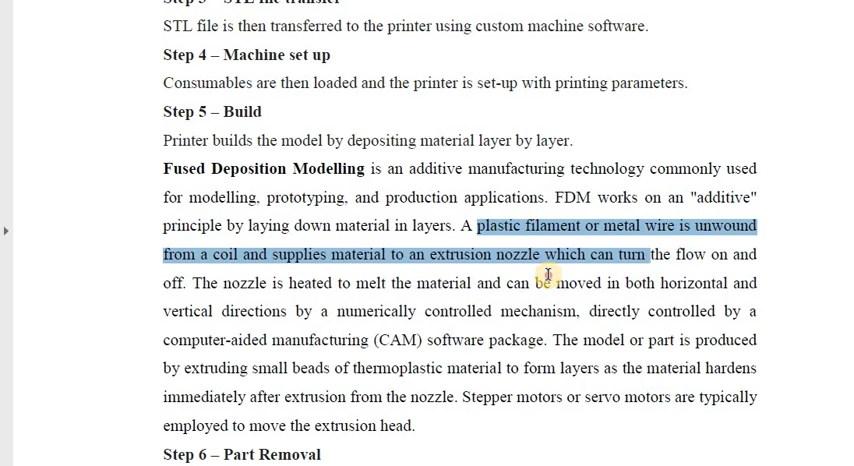 Step 3 – STL file transfer
STL file is then transferred to the printer using custom machine software.
Step 4 – Machine set up
Consumables are then loaded and the printer is set-up with printing parameters.
Step 5 – Build
Printer builds the model by depositing material layer by layer.
Fused Deposition Modelling is an additive manufacturing technology commonly used
for modelling, prototyping, and production applications. FDM works on an "additive"
principle by laying down material in layers. A plastic filament or metal wire is unwound
from a coil and supplies material to an extrusion nozzle which can turn the flow on and
off. The nozzle is heated to melt the material and can be moved in both horizontal and
vertical directions by a numerically controlled mechanism, directly controlled by a
computer-aided manufacturing (CAM) software package. The model or part is produced
by extruding small beads of thermoplastic material to form layers as the material hardens
immediately after extrusion from the nozzle. Stepper motors or servo motors are typically
employed to move the extrusion head.
Step 6 – Part Removal